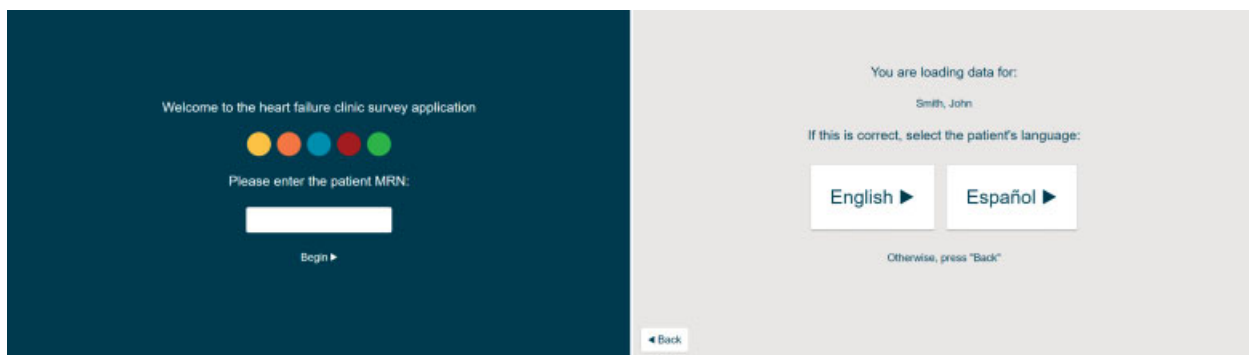 Welcome to the heart failure clinic survey application
Please enter the patient MRN:
Begin ▶
You are loading data for:
Smith, John
If this is correct, select the patient's language:
English ▶
Español ▶
Otherwise, press "Back"
◀ Back